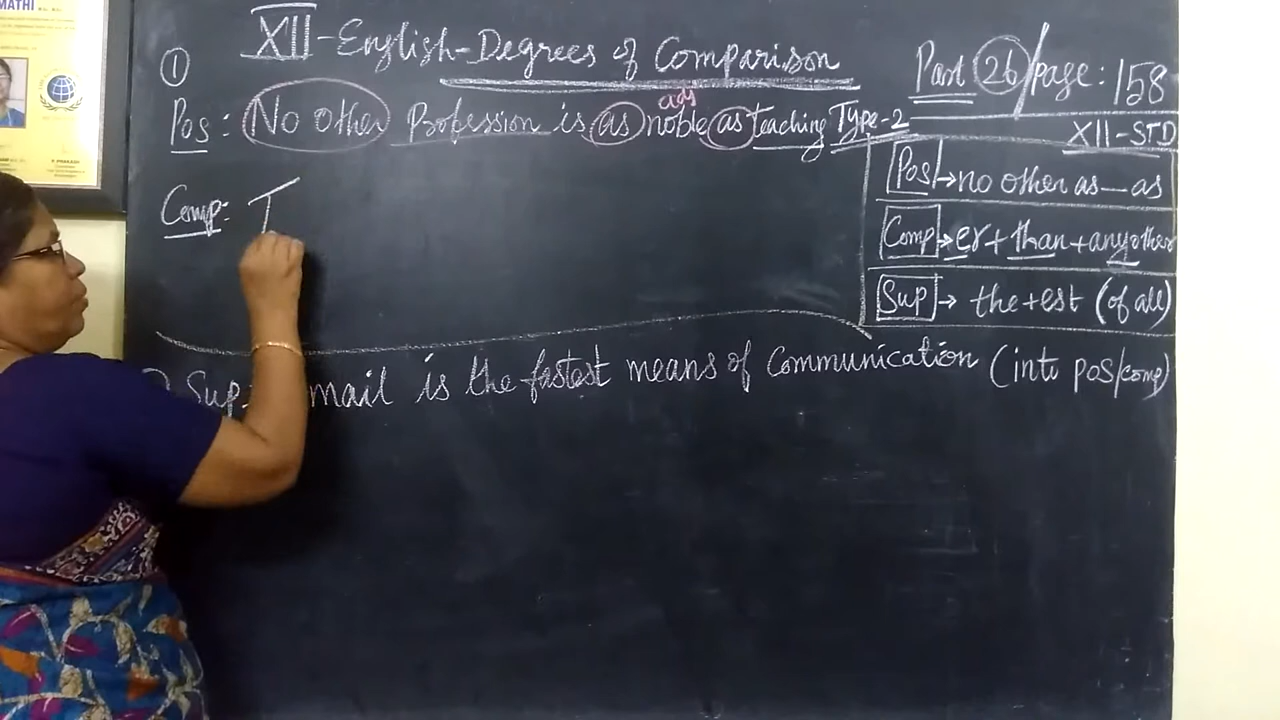 MATHI
XII-English-Degrees of Comparison
Part 26/page: 158
①
adj
Pos: No other Profession is as noble as teaching Type-2
XII-STD
Pos → no other as—as
Comp: T
Comp → er+than+anyother
Sup → the+est (of all)
Sup: mail is the fastest means of Communication (into pos/comp)